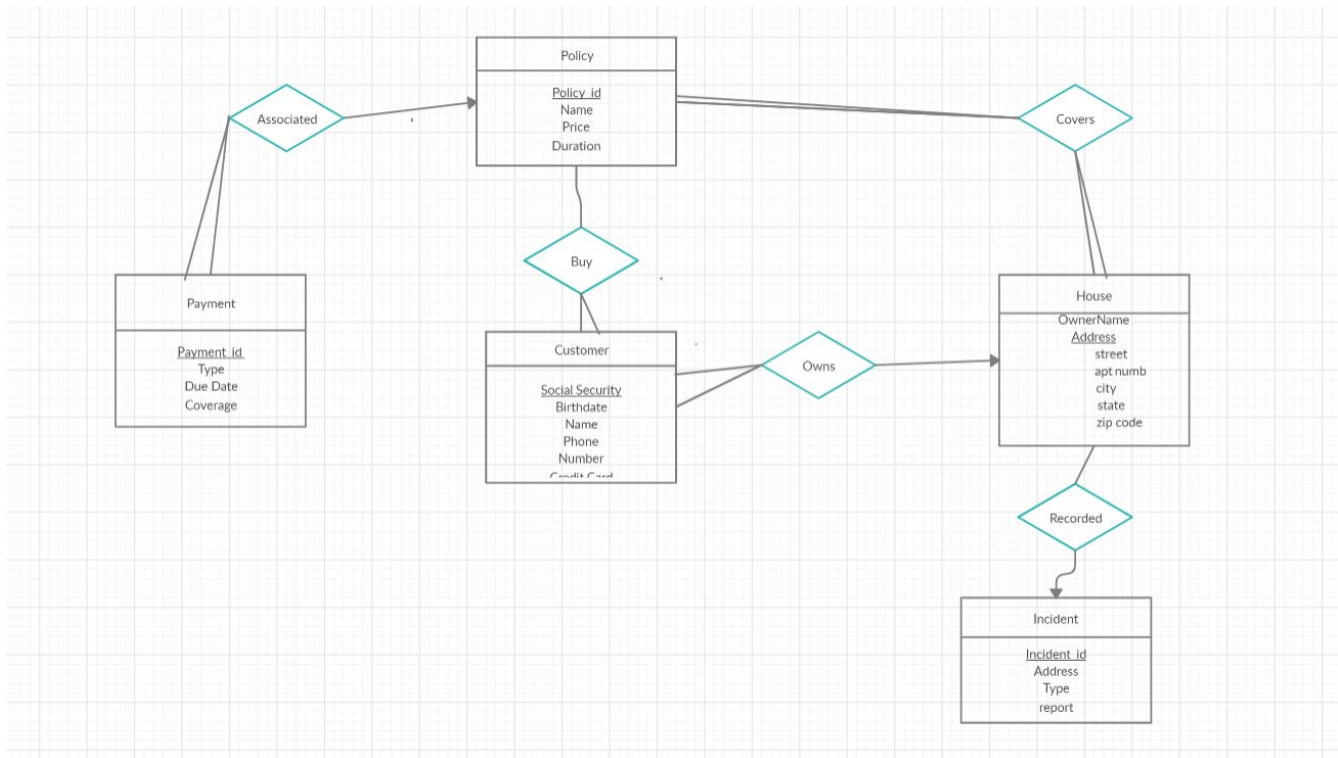 Policy
Policy_id
Name
Price
Duration
Associated
Covers
Buy
Payment
Payment_id
Type
Due Date
Coverage
Customer
Social Security
Birthdate
Name
Phone
Number
Credit Card
Owns
House
OwnerName
Address
street
apt numb
city
state
zip code
Recorded
Incident
Incident_id
Address
Type
report